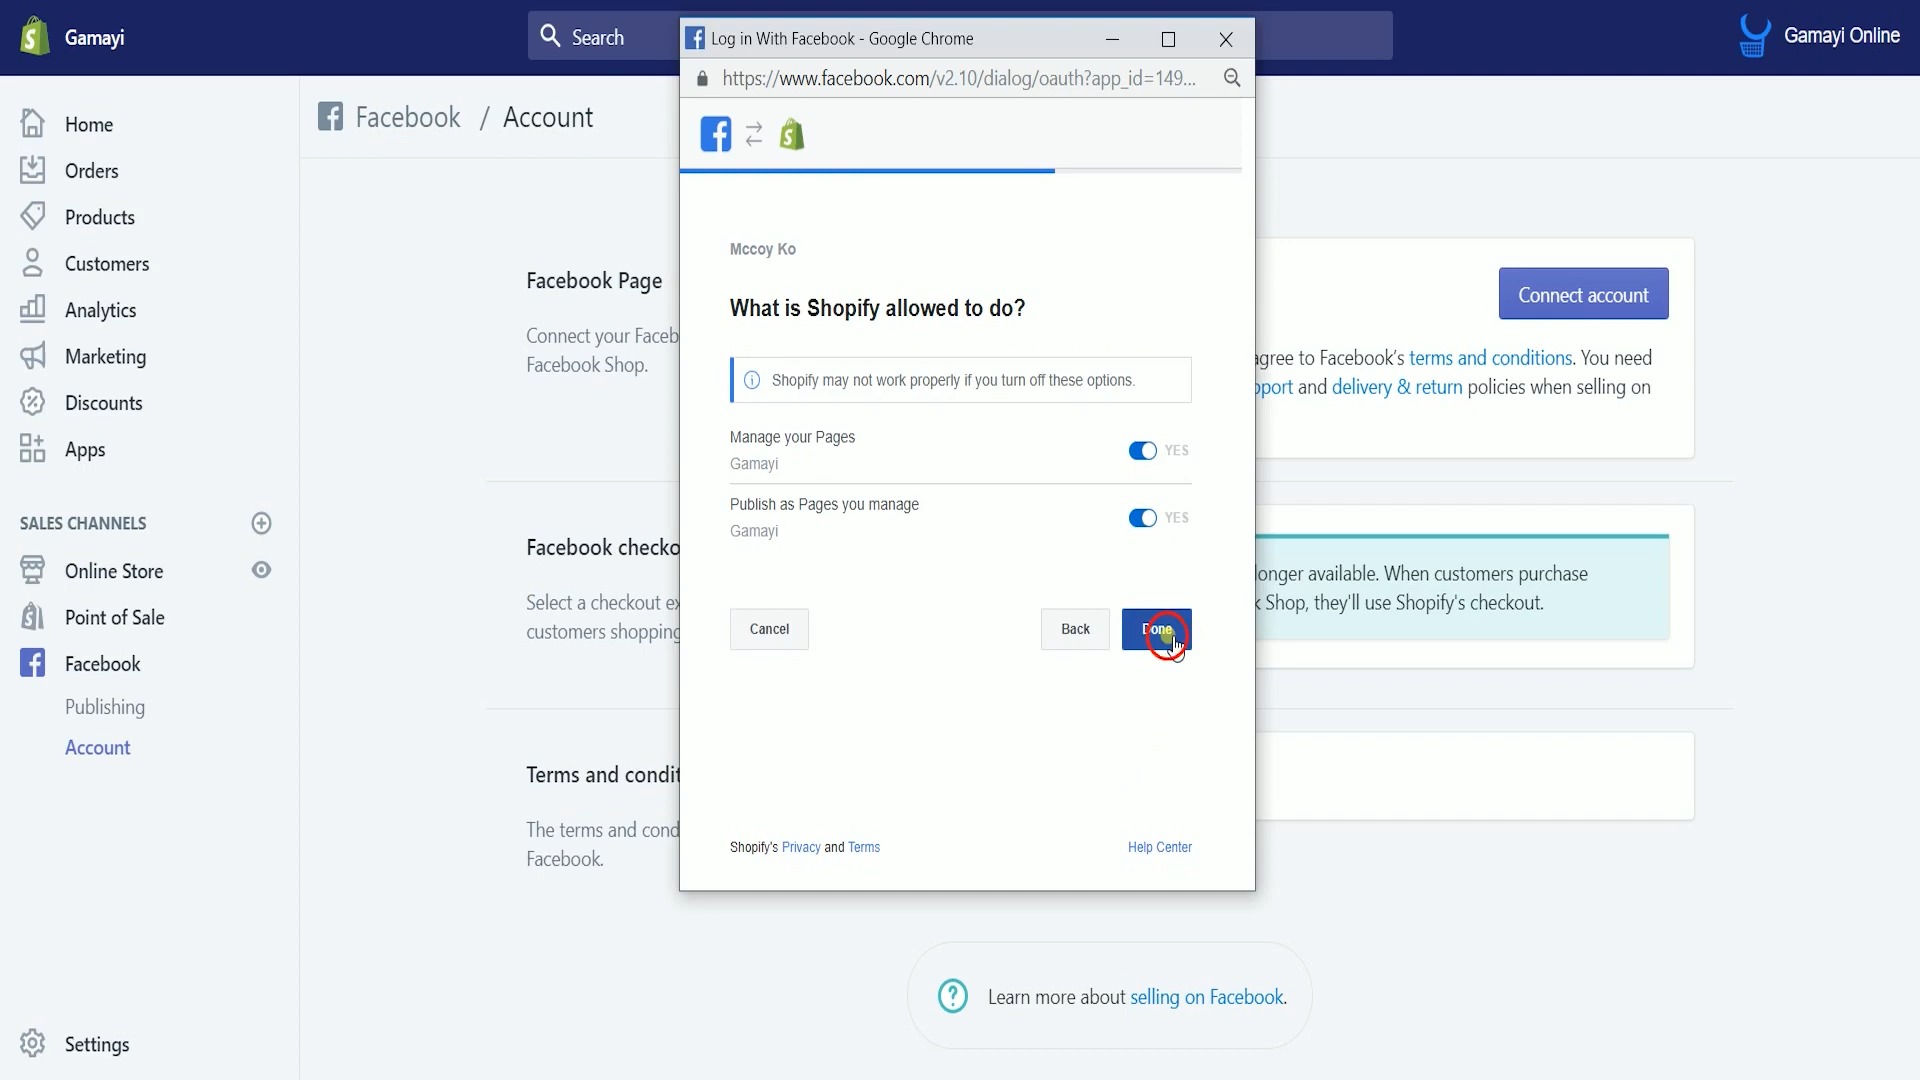 Gamayi
Search
Gamayi Online
Log in With Facebook - Google Chrome
https://www.facebook.com/v2.10/dialog/oauth?app_id=149...
Home
Orders
Products
Customers
Analytics
Marketing
Discounts
Apps
SALES CHANNELS
Online Store
Point of Sale
Facebook
Publishing
Account
Settings
Facebook / Account
Facebook Page
Connect your Faceb
Facebook Shop.
Facebook checko
Select a checkout ex
customers shopping
Terms and condit
The terms and cond
Facebook.
Mccoy Ko
What is Shopify allowed to do?
Shopify may not work properly if you turn off these options.
Manage your Pages
Gamayi
YES
Publish as Pages you manage
Gamayi
YES
Cancel
Back
Done
Shopify's Privacy and Terms
Help Center
Connect account
agree to Facebook's terms and conditions. You need
pport and delivery & return policies when selling on
longer available. When customers purchase
k Shop, they'll use Shopify's checkout.
Learn more about selling on Facebook.